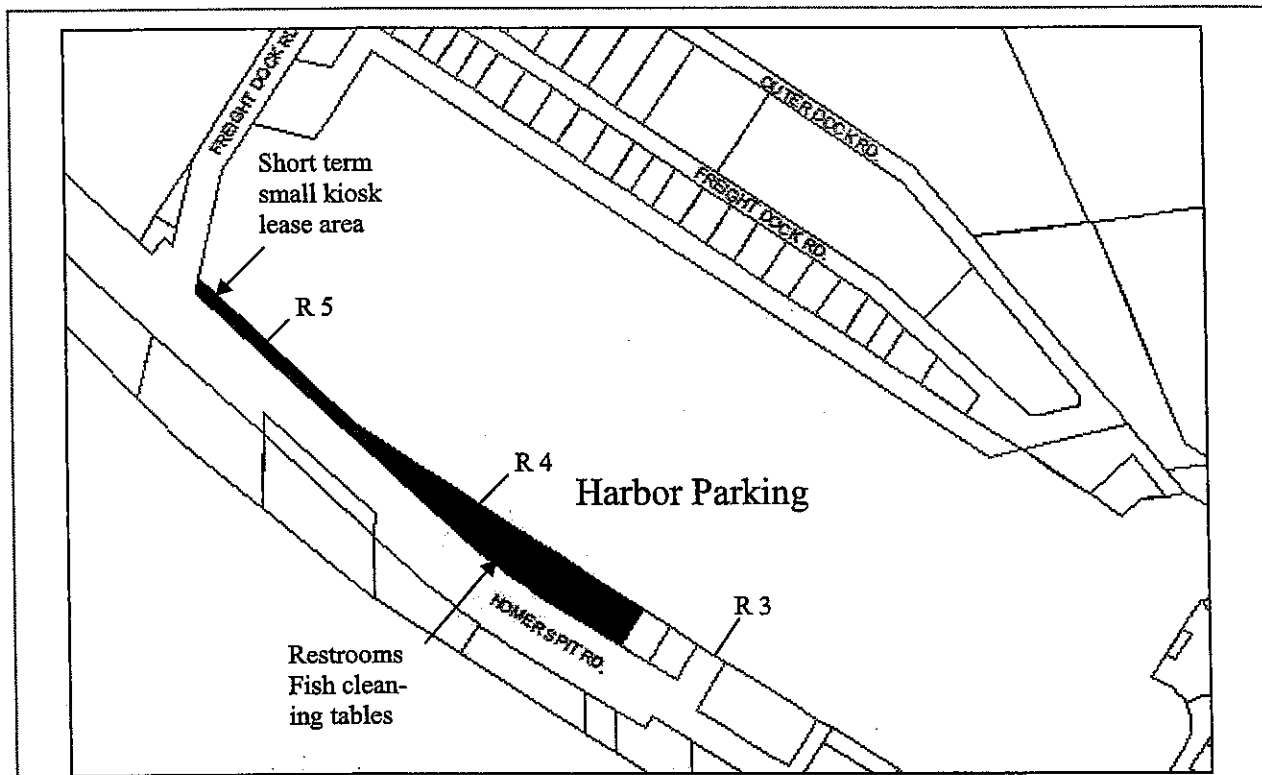 FREIGHT DOCK RD
OUTER DOCK RD.
FREIGHT DOCK RD.
Short term
small kiosk
lease area
R 5
R 4
Harbor Parking
R 3
HOMER SPIT RD.
Restrooms
Fish clean-
ing tables